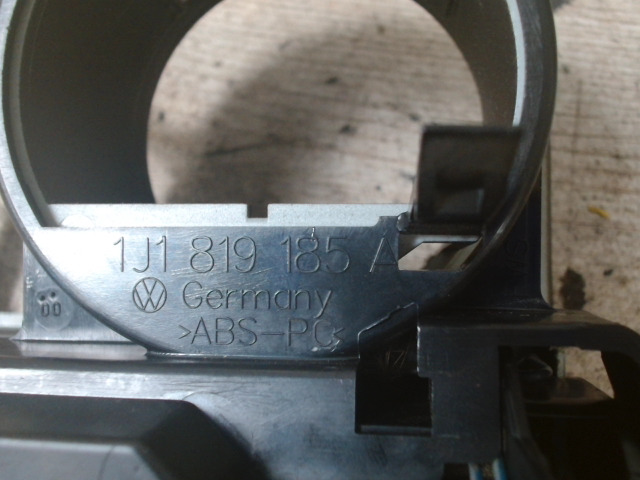 1J1 819 185 A
Germany
>ABS-PC<